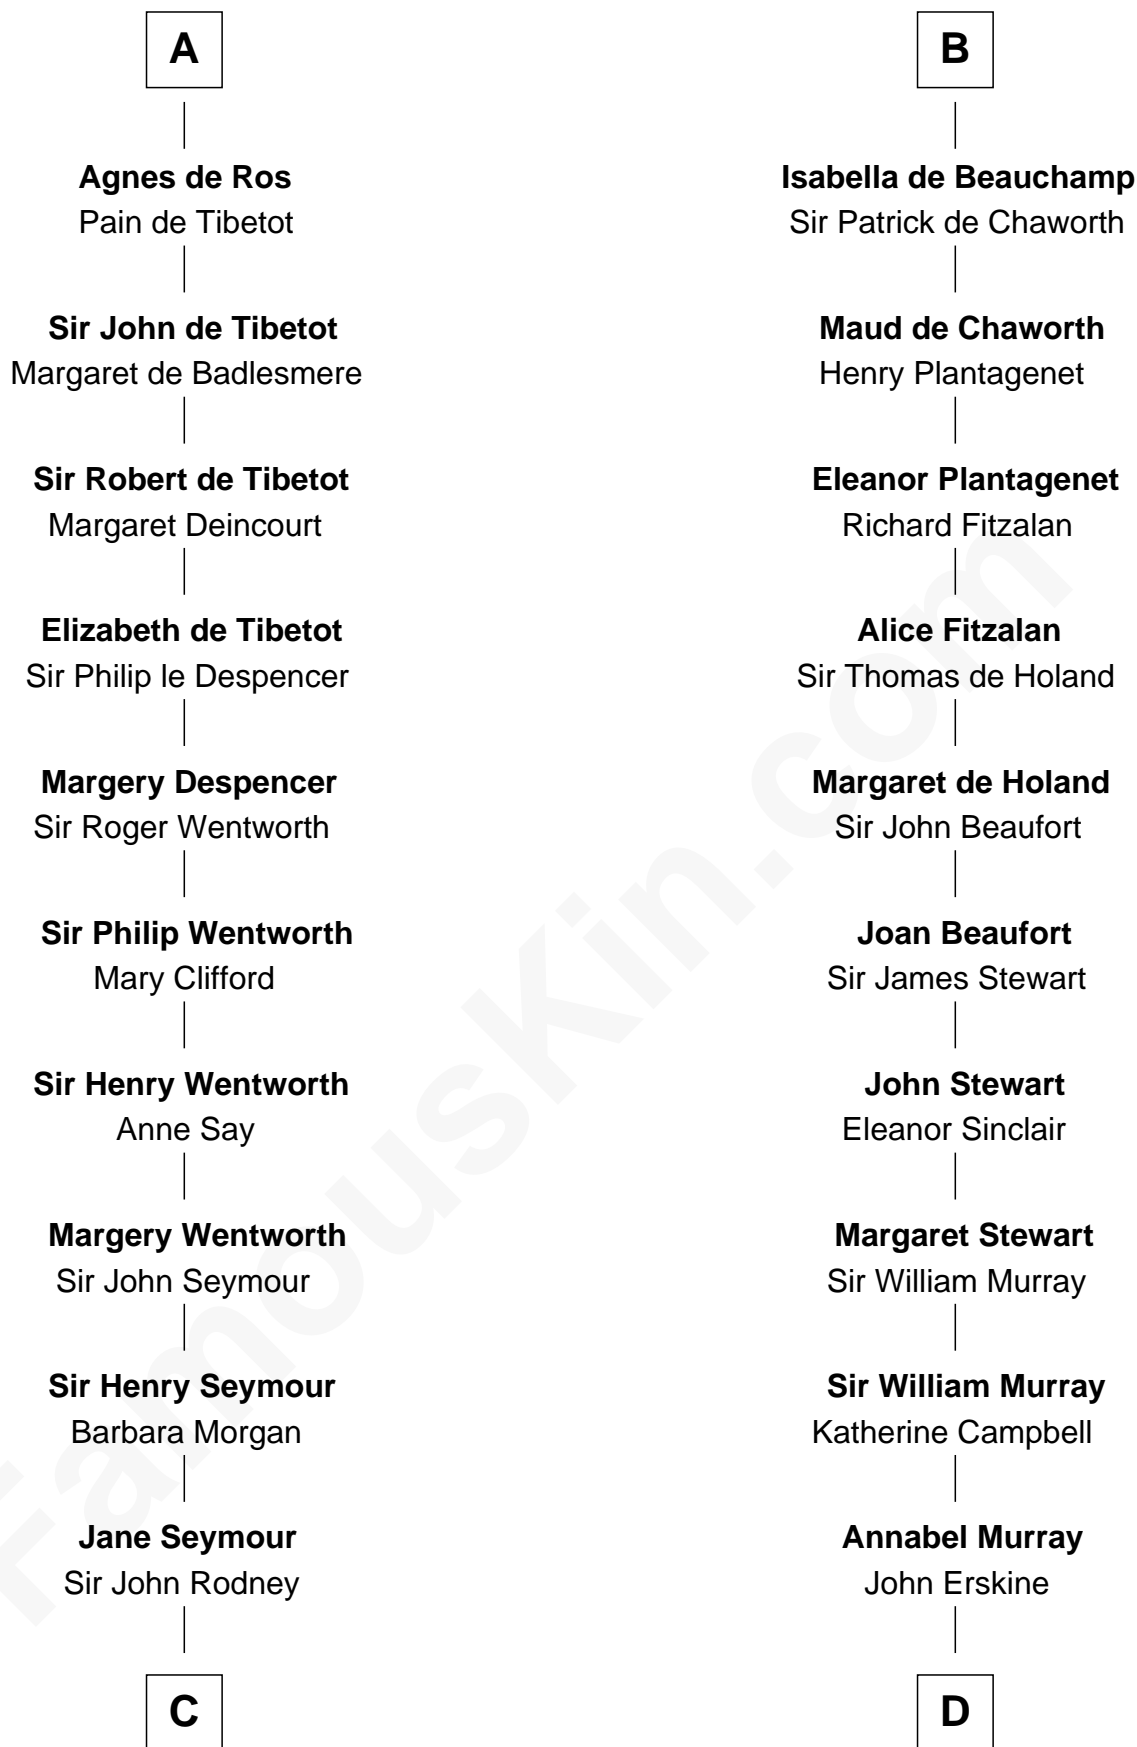 A
Agnes de Ros
Pain de Tibetot
Sir John de Tibetot
Margaret de Badlesmere
Sir Robert de Tibetot
Margaret Deincourt
Elizabeth de Tibetot
Sir Philip le Despencer
Margery Despencer
Sir Roger Wentworth
Sir Philip Wentworth
Mary Clifford
Sir Henry Wentworth
Anne Say
Margery Wentworth
Sir John Seymour
Sir Henry Seymour
Barbara Morgan
Jane Seymour
Sir John Rodney
C
B
Isabella de Beauchamp
Sir Patrick de Chaworth
Maud de Chaworth
Henry Plantagenet
Eleanor Plantagenet
Richard Fitzalan
Alice Fitzalan
Sir Thomas de Holand
Margaret de Holand
Sir John Beaufort
Joan Beaufort
Sir James Stewart
John Stewart
Eleanor Sinclair
Margaret Stewart
Sir William Murray
Sir William Murray
Katherine Campbell
Annabel Murray
John Erskine
D
FamousKin.com